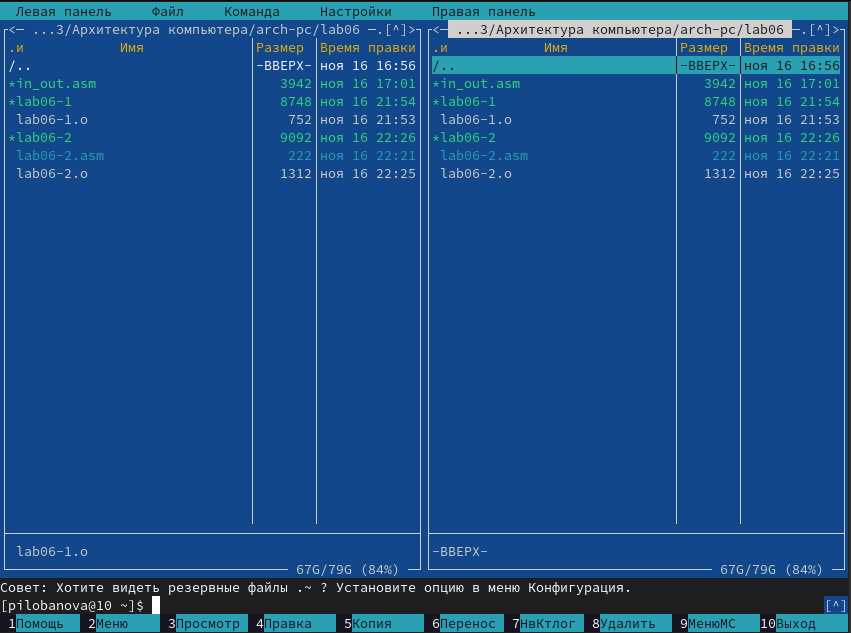 Левая панель Файл Команда Настройки Правая панель
<─ ...3/Архитектура компьютера/arch-pc/lab06 ─.[^]> <─ ...3/Архитектура компьютера/arch-pc/lab06 ─.[^]>
.и Имя Размер Время правки .и Имя Размер Время правки
/.. -ВВЕРХ- ноя 16 16:56 /.. -ВВЕРХ- ноя 16 16:56
*in_out.asm 3942 ноя 16 17:01 *in_out.asm 3942 ноя 16 17:01
*lab06-1 8748 ноя 16 21:54 *lab06-1 8748 ноя 16 21:54
lab06-1.o 752 ноя 16 21:53 lab06-1.o 752 ноя 16 21:53
*lab06-2 9092 ноя 16 22:26 *lab06-2 9092 ноя 16 22:26
lab06-2.asm 222 ноя 16 22:21 lab06-2.asm 222 ноя 16 22:21
lab06-2.o 1312 ноя 16 22:25 lab06-2.o 1312 ноя 16 22:25
lab06-1.o -ВВЕРХ-
67G/79G (84%) 67G/79G (84%)
Совет: Хотите видеть резервные файлы .~ ? Установите опцию в меню Конфигурация.
[pilobanova@10 ~]$ [^]
1Помощь 2Меню 3Просмотр 4Правка 5Копия 6Перенос 7НвКтлог 8Удалить 9МенюМС 10Выход